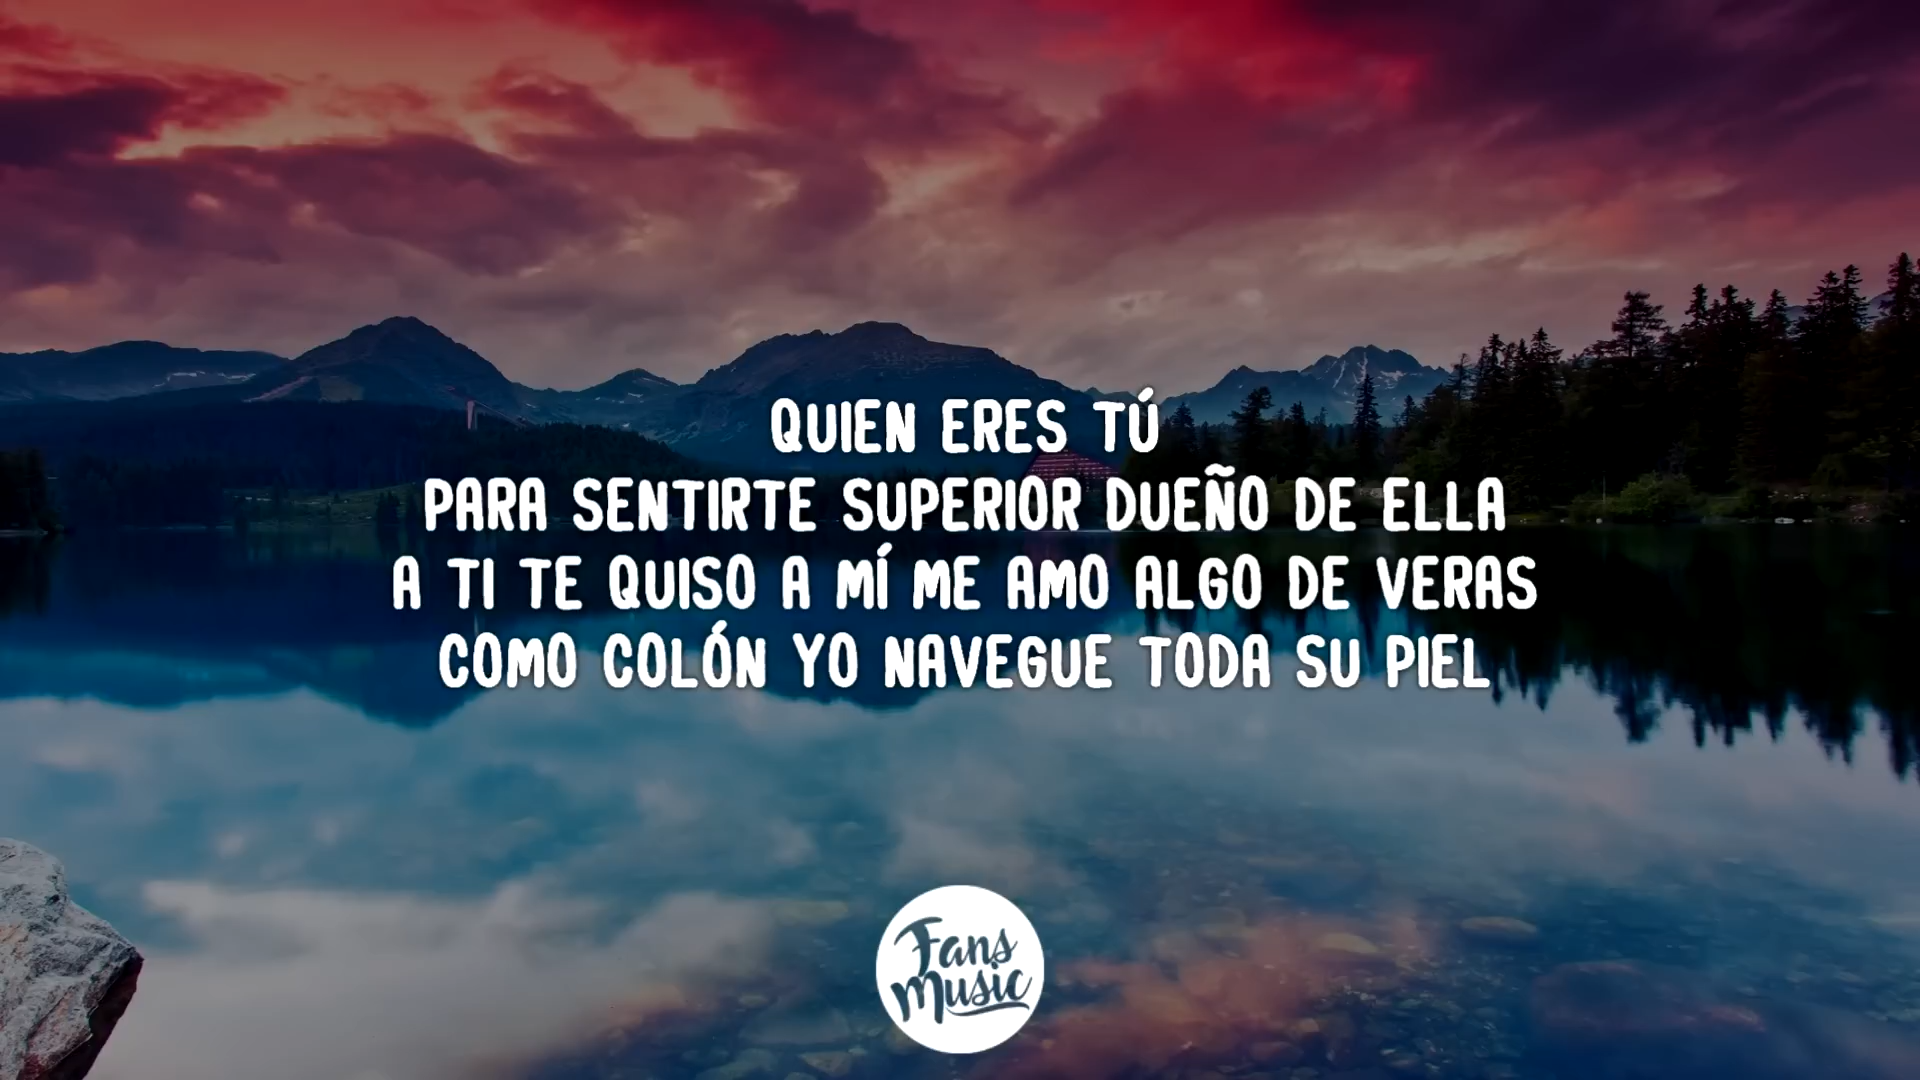 QUIEN ERES TÚ
PARA SENTIRTE SUPERIOR DUEÑO DE ELLA
A TI TE QUISO A MÍ ME AMO ALGO DE VERAS
COMO COLÓN YO NAVEGUE TODA SU PIEL
Fans
Music